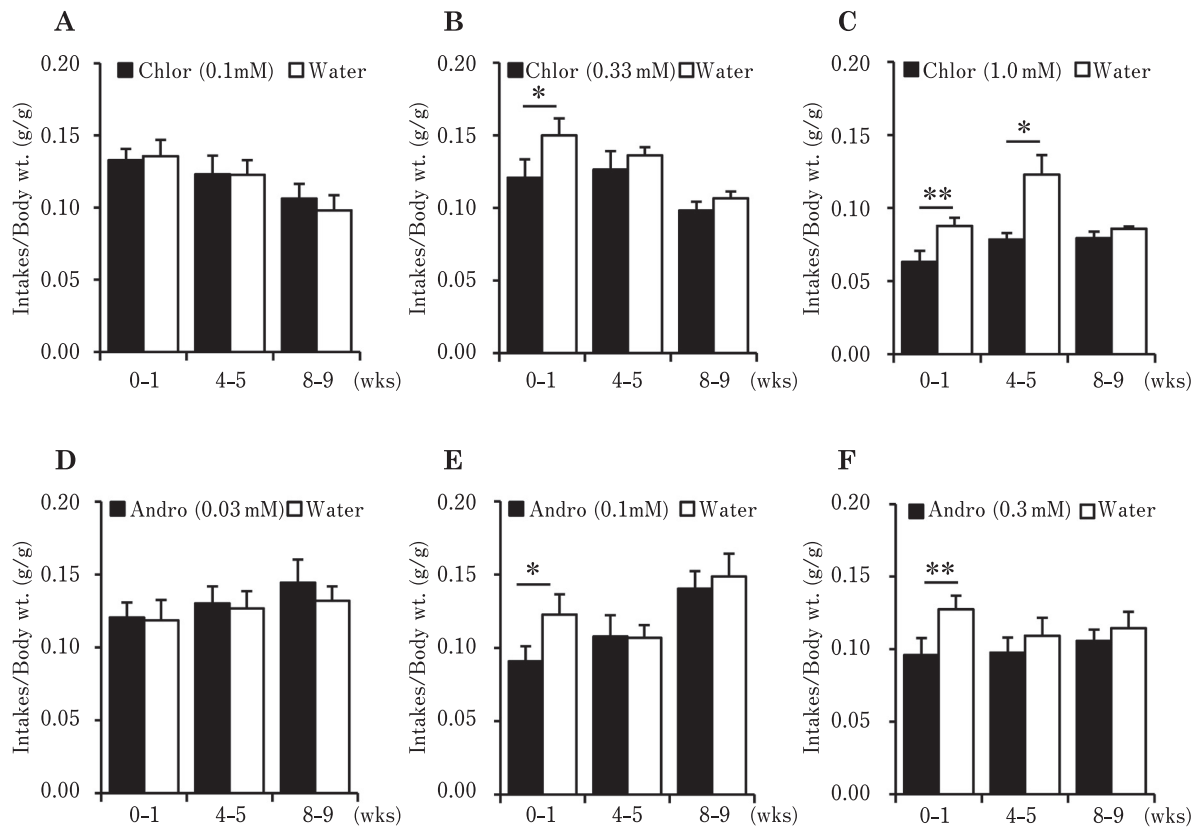 A
Chlor (0.1mM) Water
Intakes/Body wt. (g/g)
0.20
0.15
0.10
0.05
0.00
0–1 4–5 8–9 (wks)
B
Chlor (0.33 mM) Water
Intakes/Body wt. (g/g)
0.20
0.15
0.10
0.05
0.00
*
0–1 4–5 8–9 (wks)
C
Chlor (1.0 mM) Water
Intakes/Body wt. (g/g)
0.20
0.15
0.10
0.05
0.00
**
*
0–1 4–5 8–9 (wks)
D
Andro (0.03 mM) Water
Intakes/Body wt. (g/g)
0.20
0.15
0.10
0.05
0.00
0–1 4–5 8–9 (wks)
E
Andro (0.1mM) Water
Intakes/Body wt. (g/g)
0.20
0.15
0.10
0.05
0.00
*
0–1 4–5 8–9 (wks)
F
Andro (0.3 mM) Water
Intakes/Body wt. (g/g)
0.20
0.15
0.10
0.05
0.00
**
0–1 4–5 8–9 (wks)